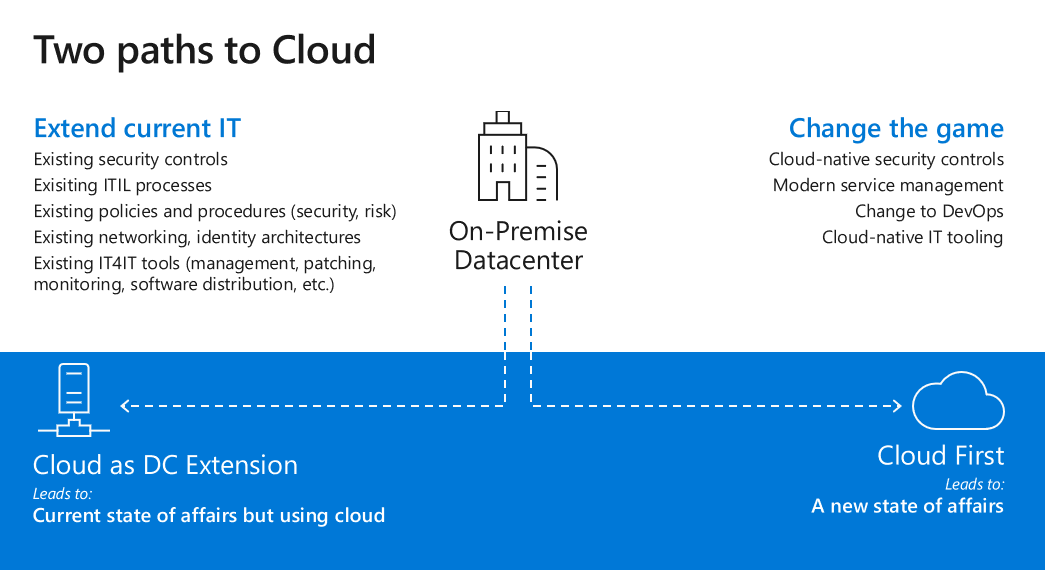 Two paths to Cloud
Extend current IT
Existing security controls
Exisiting ITIL processes
Existing policies and procedures (security, risk)
Existing networking, identity architectures
Existing IT4IT tools (management, patching,
monitoring, software distribution, etc.)
On-Premise
Datacenter
Change the game
Cloud-native security controls
Modern service management
Change to DevOps
Cloud-native IT tooling
Cloud as DC Extension
Leads to:
Current state of affairs but using cloud
Cloud First
Leads to:
A new state of affairs